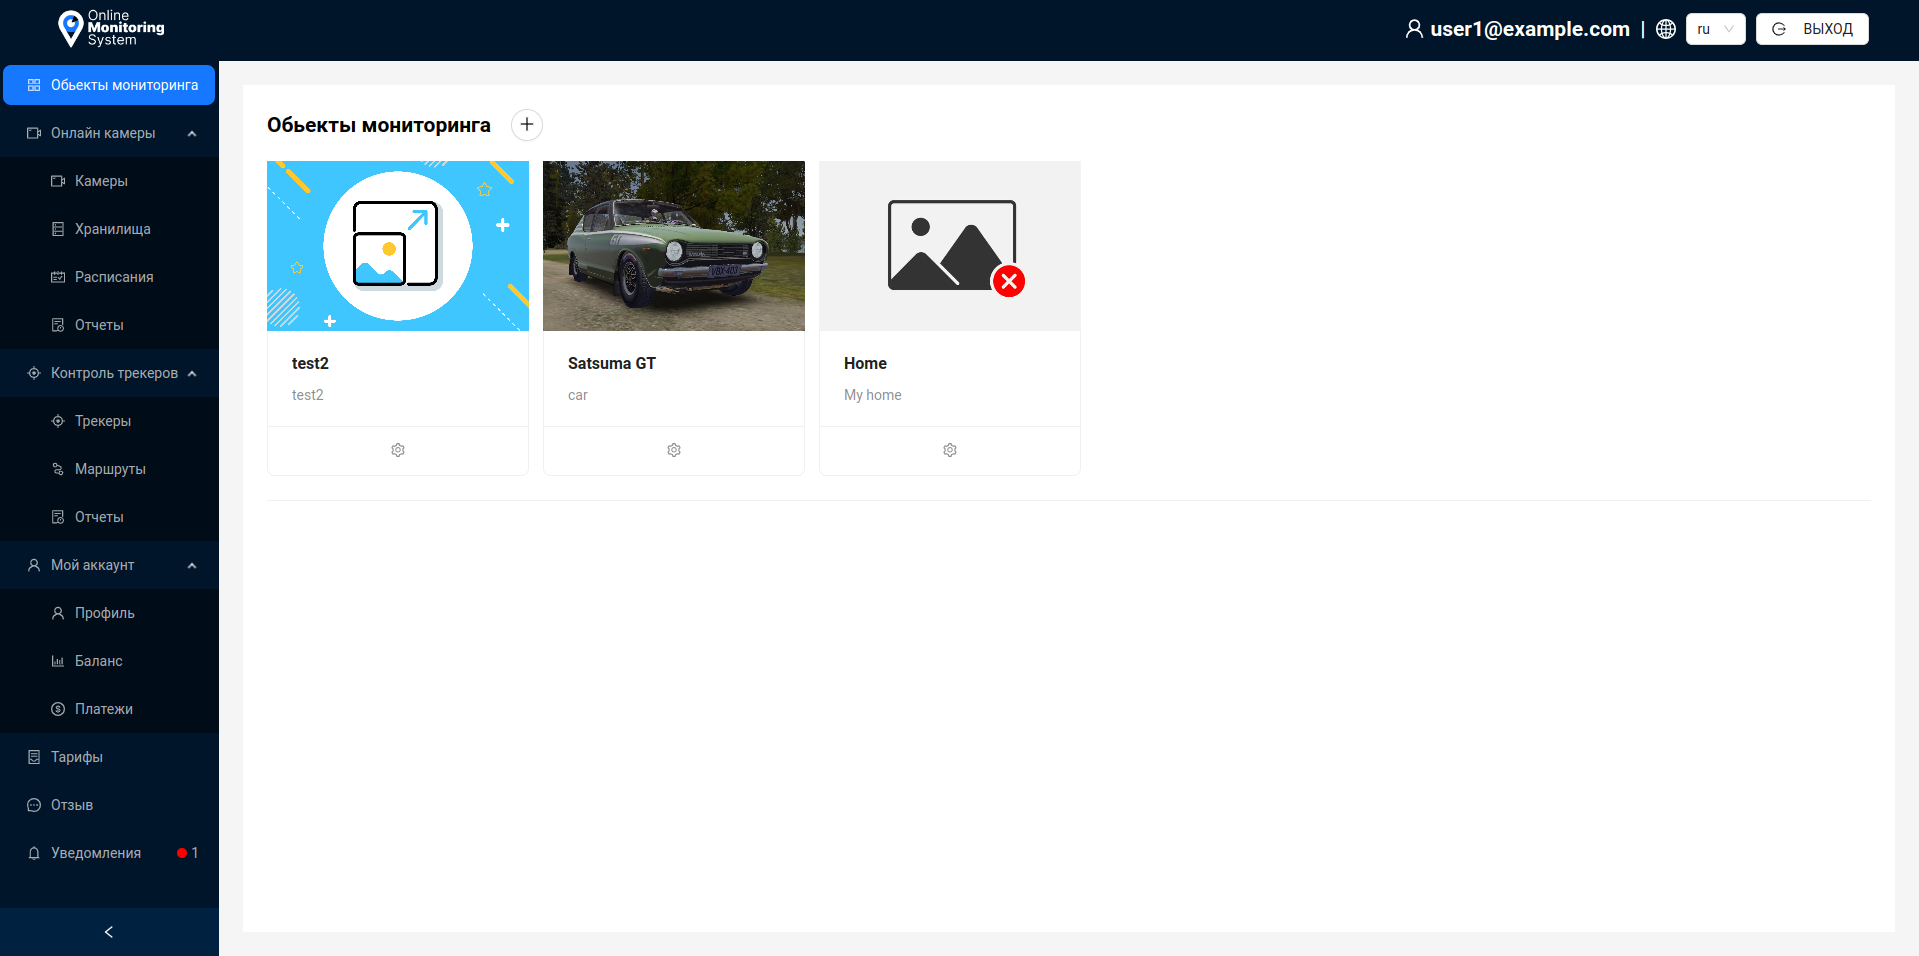 Online
Monitoring
System
user1@example.com |
ru
ВЫХОД
Обьекты мониторинга
Онлайн камеры
Камеры
Хранилища
Расписания
Отчеты
Контроль трекеров
Трекеры
Маршруты
Отчеты
Мой аккаунт
Профиль
Баланс
Платежи
Тарифы
Отзыв
Уведомления 1
Обьекты мониторинга
test2
test2
Satsuma GT
car
Home
My home